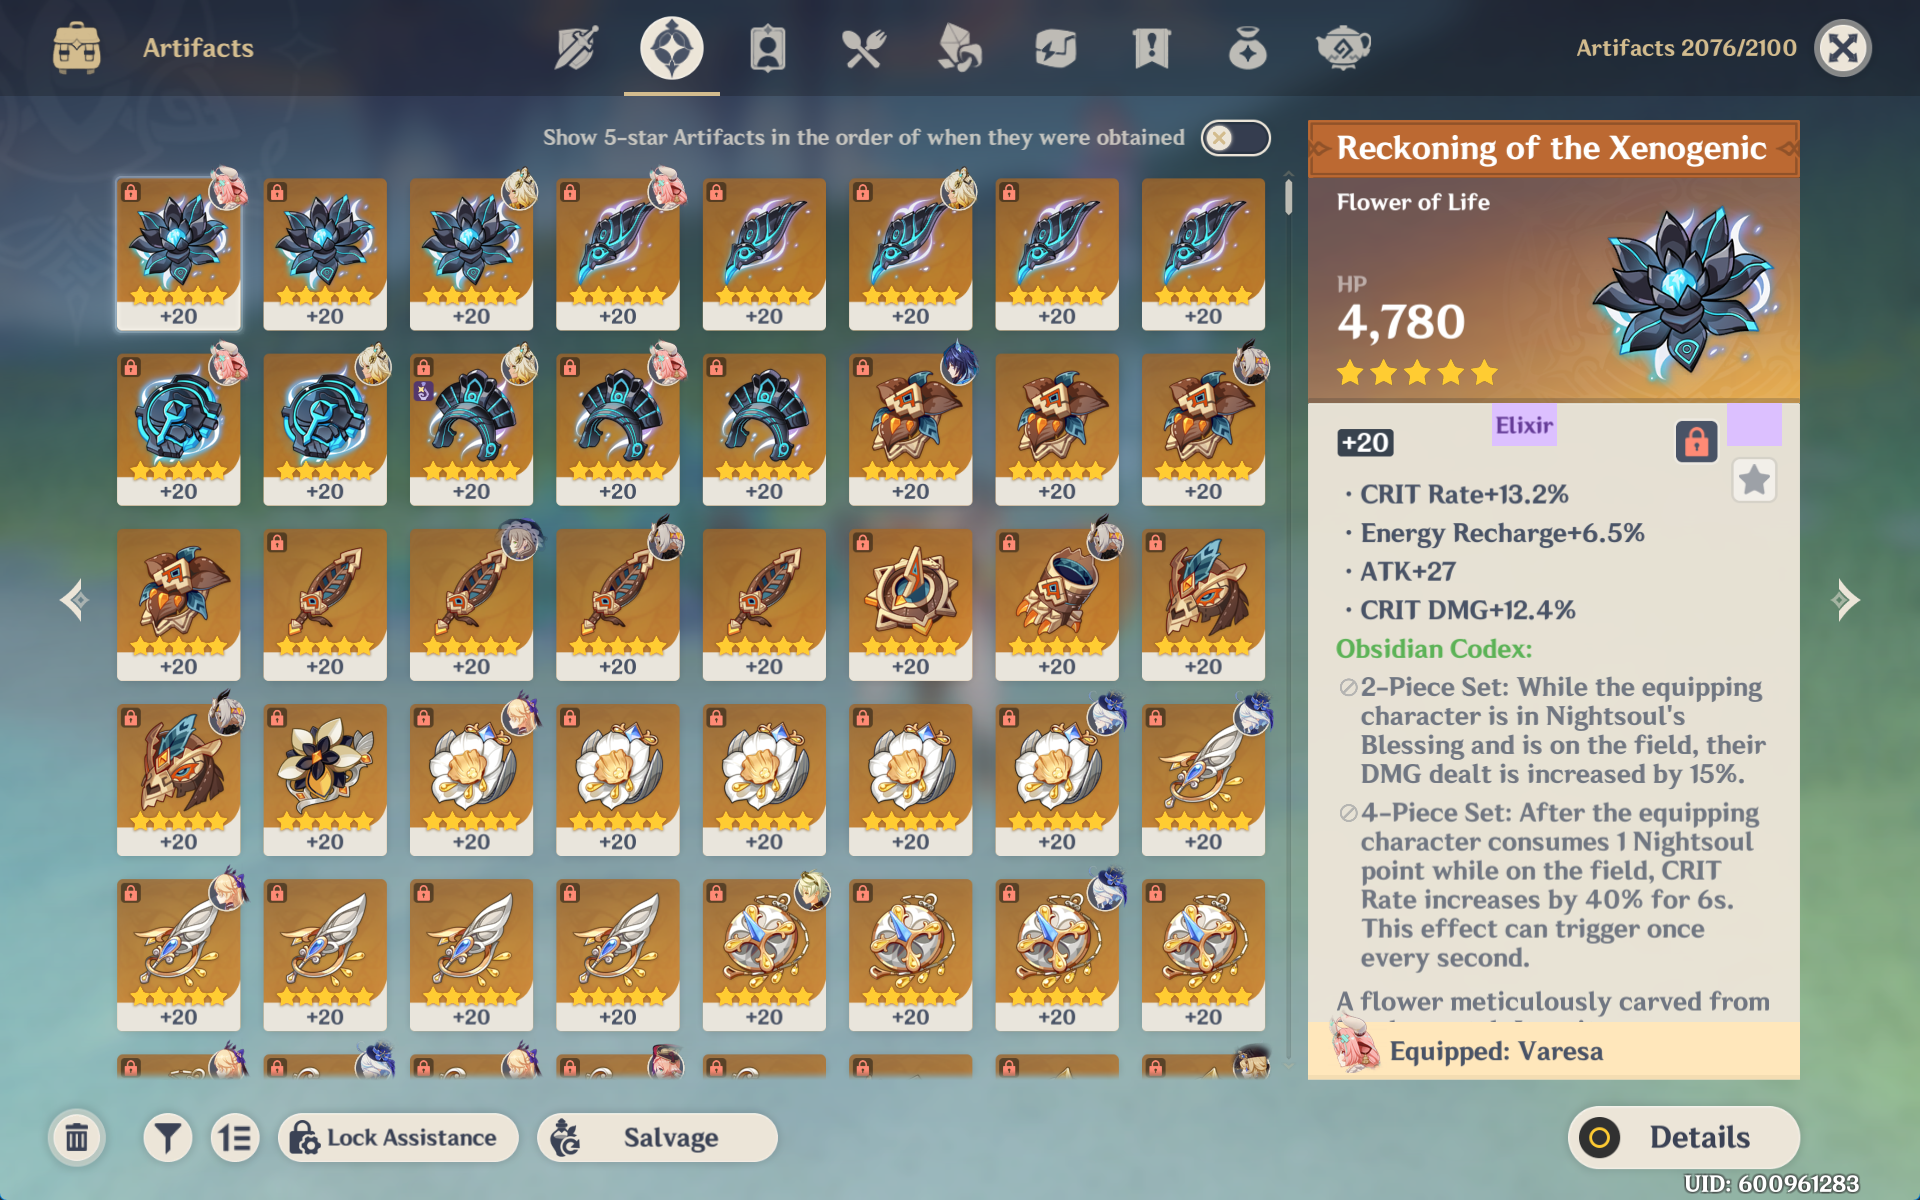 Artifacts
Artifacts 2076/2100
Show 5-star Artifacts in the order of when they were obtained
+20 +20 +20 +20 +20 +20 +20 +20
+20 +20 +20 +20 +20 +20 +20 +20
+20 +20 +20 +20 +20 +20 +20 +20
+20 +20 +20 +20 +20 +20 +20 +20
+20 +20 +20 +20 +20 +20 +20 +20
Reckoning of the Xenogenic
Flower of Life
HP
4,780
Elixir
+20
· CRIT Rate+13.2%
· Energy Recharge+6.5%
· ATK+27
· CRIT DMG+12.4%
Obsidian Codex:
2-Piece Set: While the equipping
character is in Nightsoul's
Blessing and is on the field, their
DMG dealt is increased by 15%.
4-Piece Set: After the equipping
character consumes 1 Nightsoul
point while on the field, CRIT
Rate increases by 40% for 6s.
This effect can trigger once
every second.
A flower meticulously carved from
Equipped: Varesa
Lock Assistance
Salvage
Details
UID: 600961283